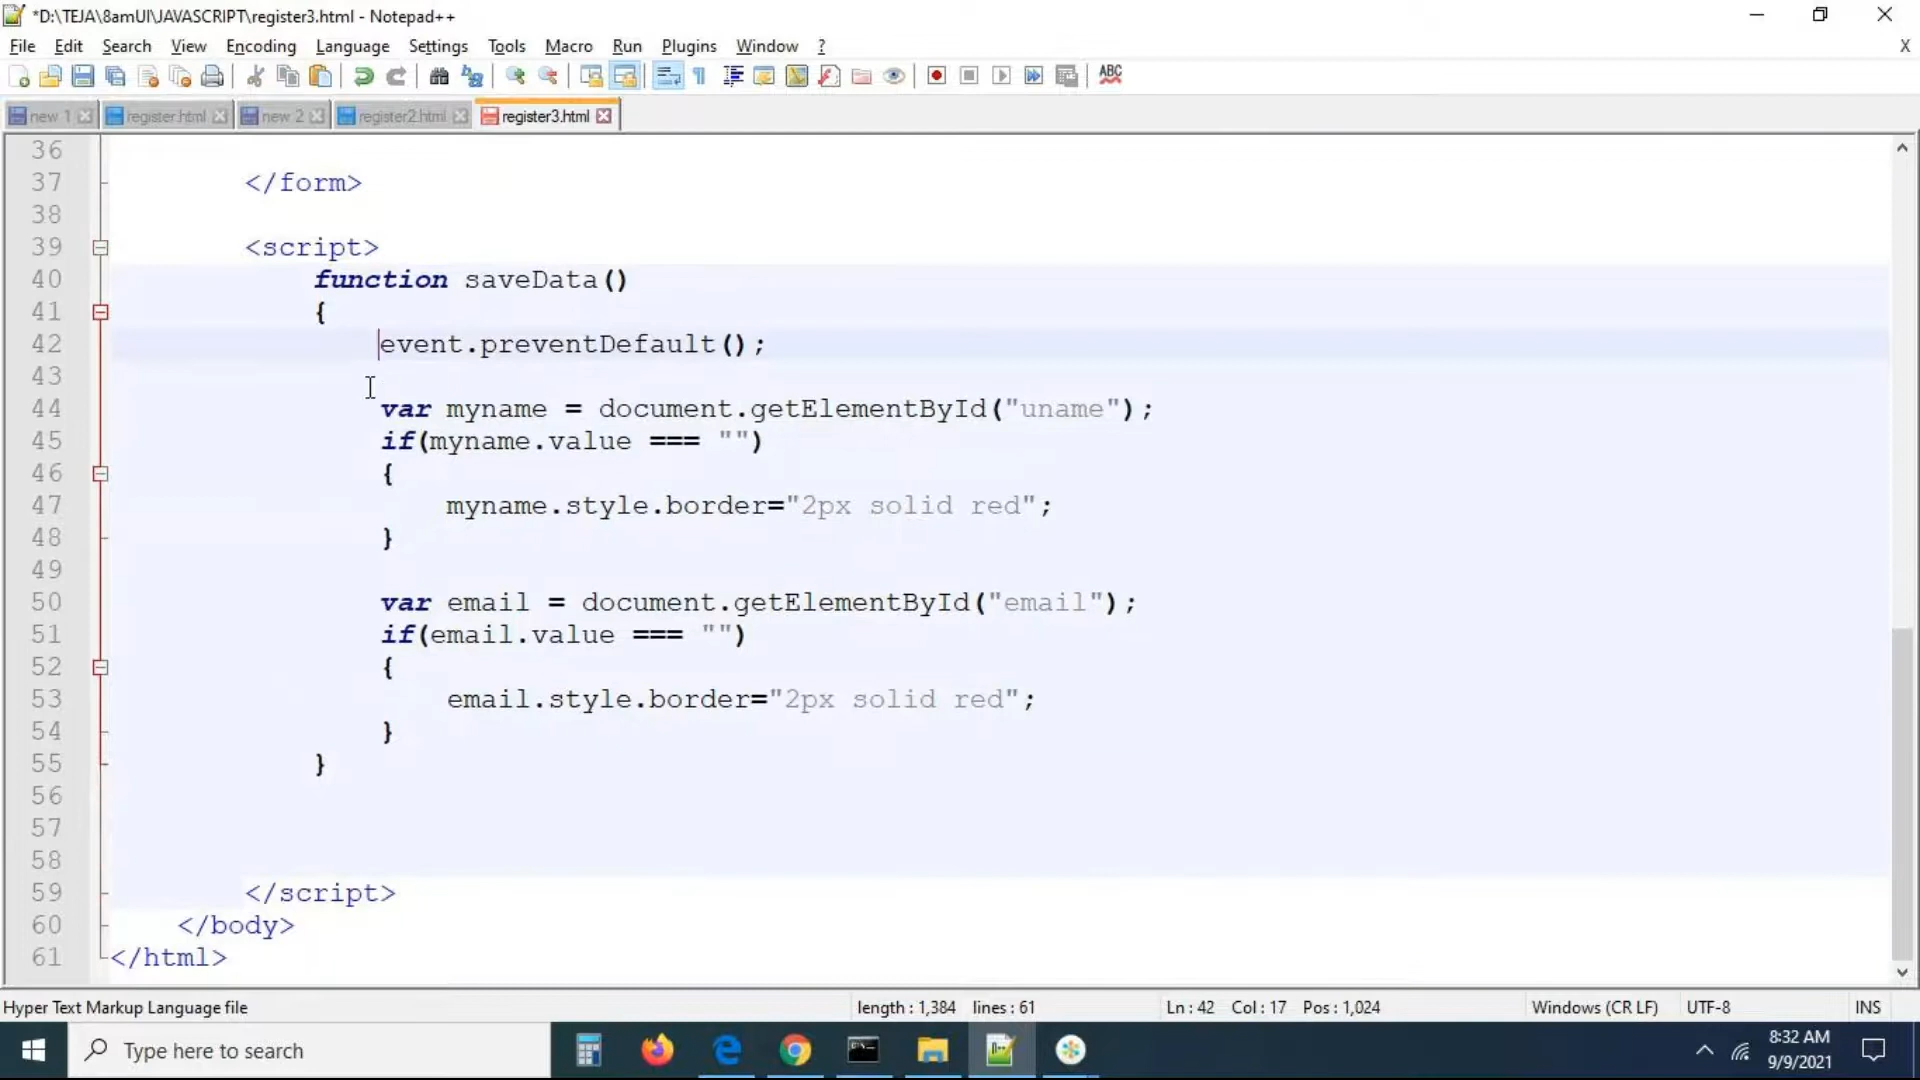 *D:\TEJA\8amUI\JAVASCRIPT\register3.html - Notepad++
File Edit Search View Encoding Language Settings Tools Macro Run Plugins Window ? X
ABC
new 1 register.html new 2 register2.html register3.html
36
37 </form>
38
39 <script>
40 function saveData()
41 {
42 event.preventDefault();
43
44 var myname = document.getElementById("uname");
45 if(myname.value === "")
46 {
47 myname.style.border="2px solid red";
48 }
49
50 var email = document.getElementById("email");
51 if(email.value === "")
52 {
53 email.style.border="2px solid red";
54 }
55 }
56
57
58
59 </script>
60 </body>
61 </html>
Hyper Text Markup Language file length : 1,384 lines : 61 Ln : 42 Col : 17 Pos : 1,024 Windows (CR LF) UTF-8 INS
Type here to search
8:32 AM
9/9/2021